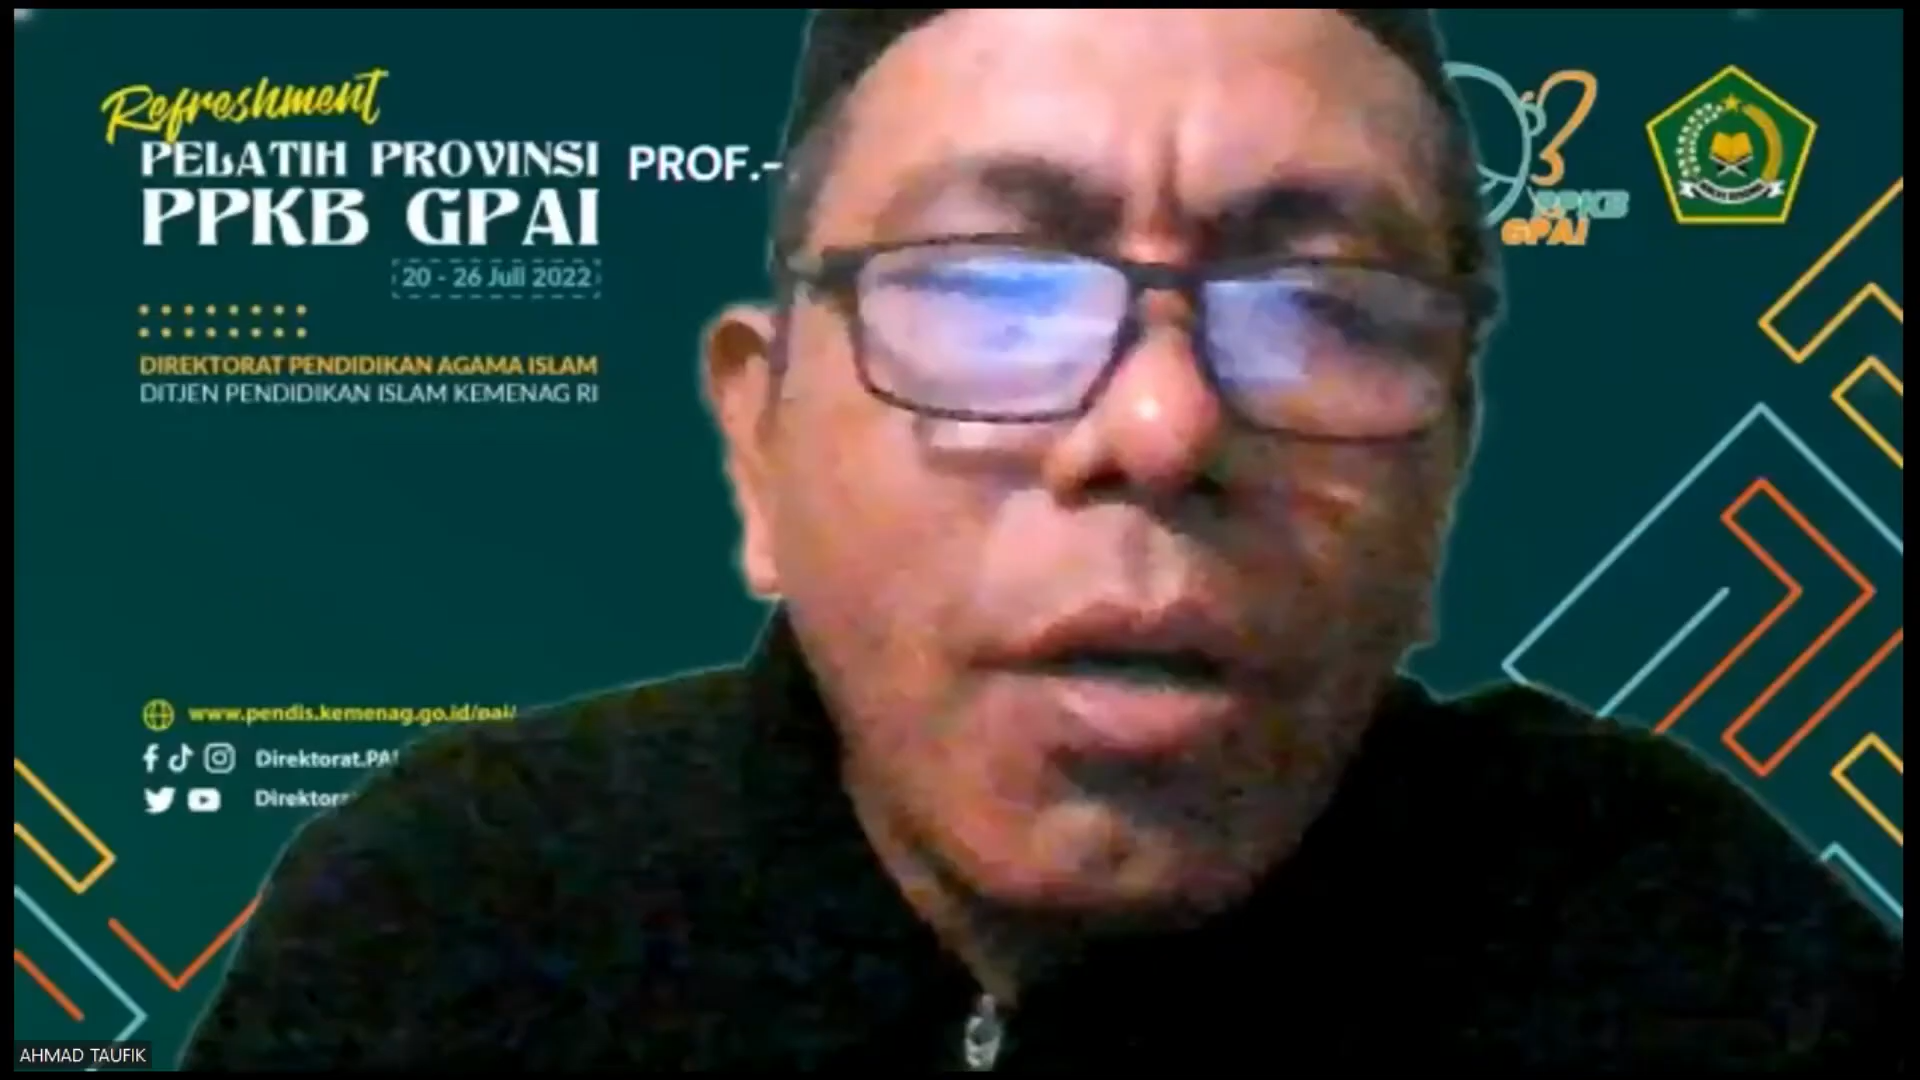 Refreshment
PELATIH PROVINSI
PPKB GPAI
PROF.-
20 - 26 Juli 2022
DIREKTORAT PENDIDIKAN AGAMA ISLAM
DITJEN PENDIDIKAN ISLAM KEMENAG RI
PPKB
GPAI
www.pendis.kemenag.go.id/pai/
Direktorat.PAI
AHMAD TAUFIK